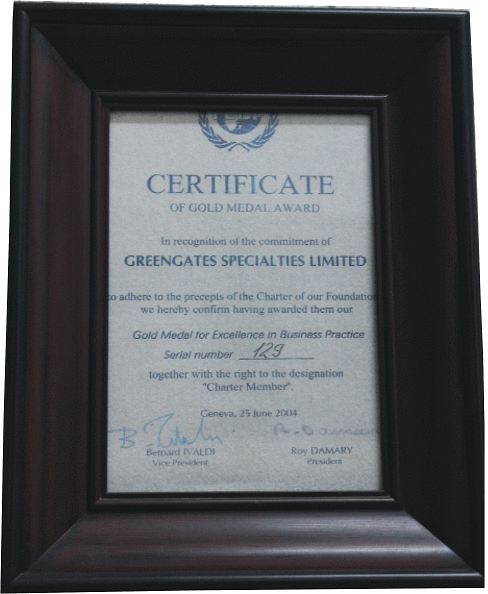 CERTIFICATE
OF GOLD MEDAL AWARD
In recognition of the commitment of
GREENGATES SPECIALTIES LIMITED
to adhere to the precepts of the Charter of our Foundation
we hereby confirm having awarded them our
Gold Medal for Excellence in Business Practice
Serial number 129
together with the right to the designation
"Charter Member".
Geneva, 25 June 2004
R. Damary
Bernard IVALDI Roy DAMARY
Vice President President